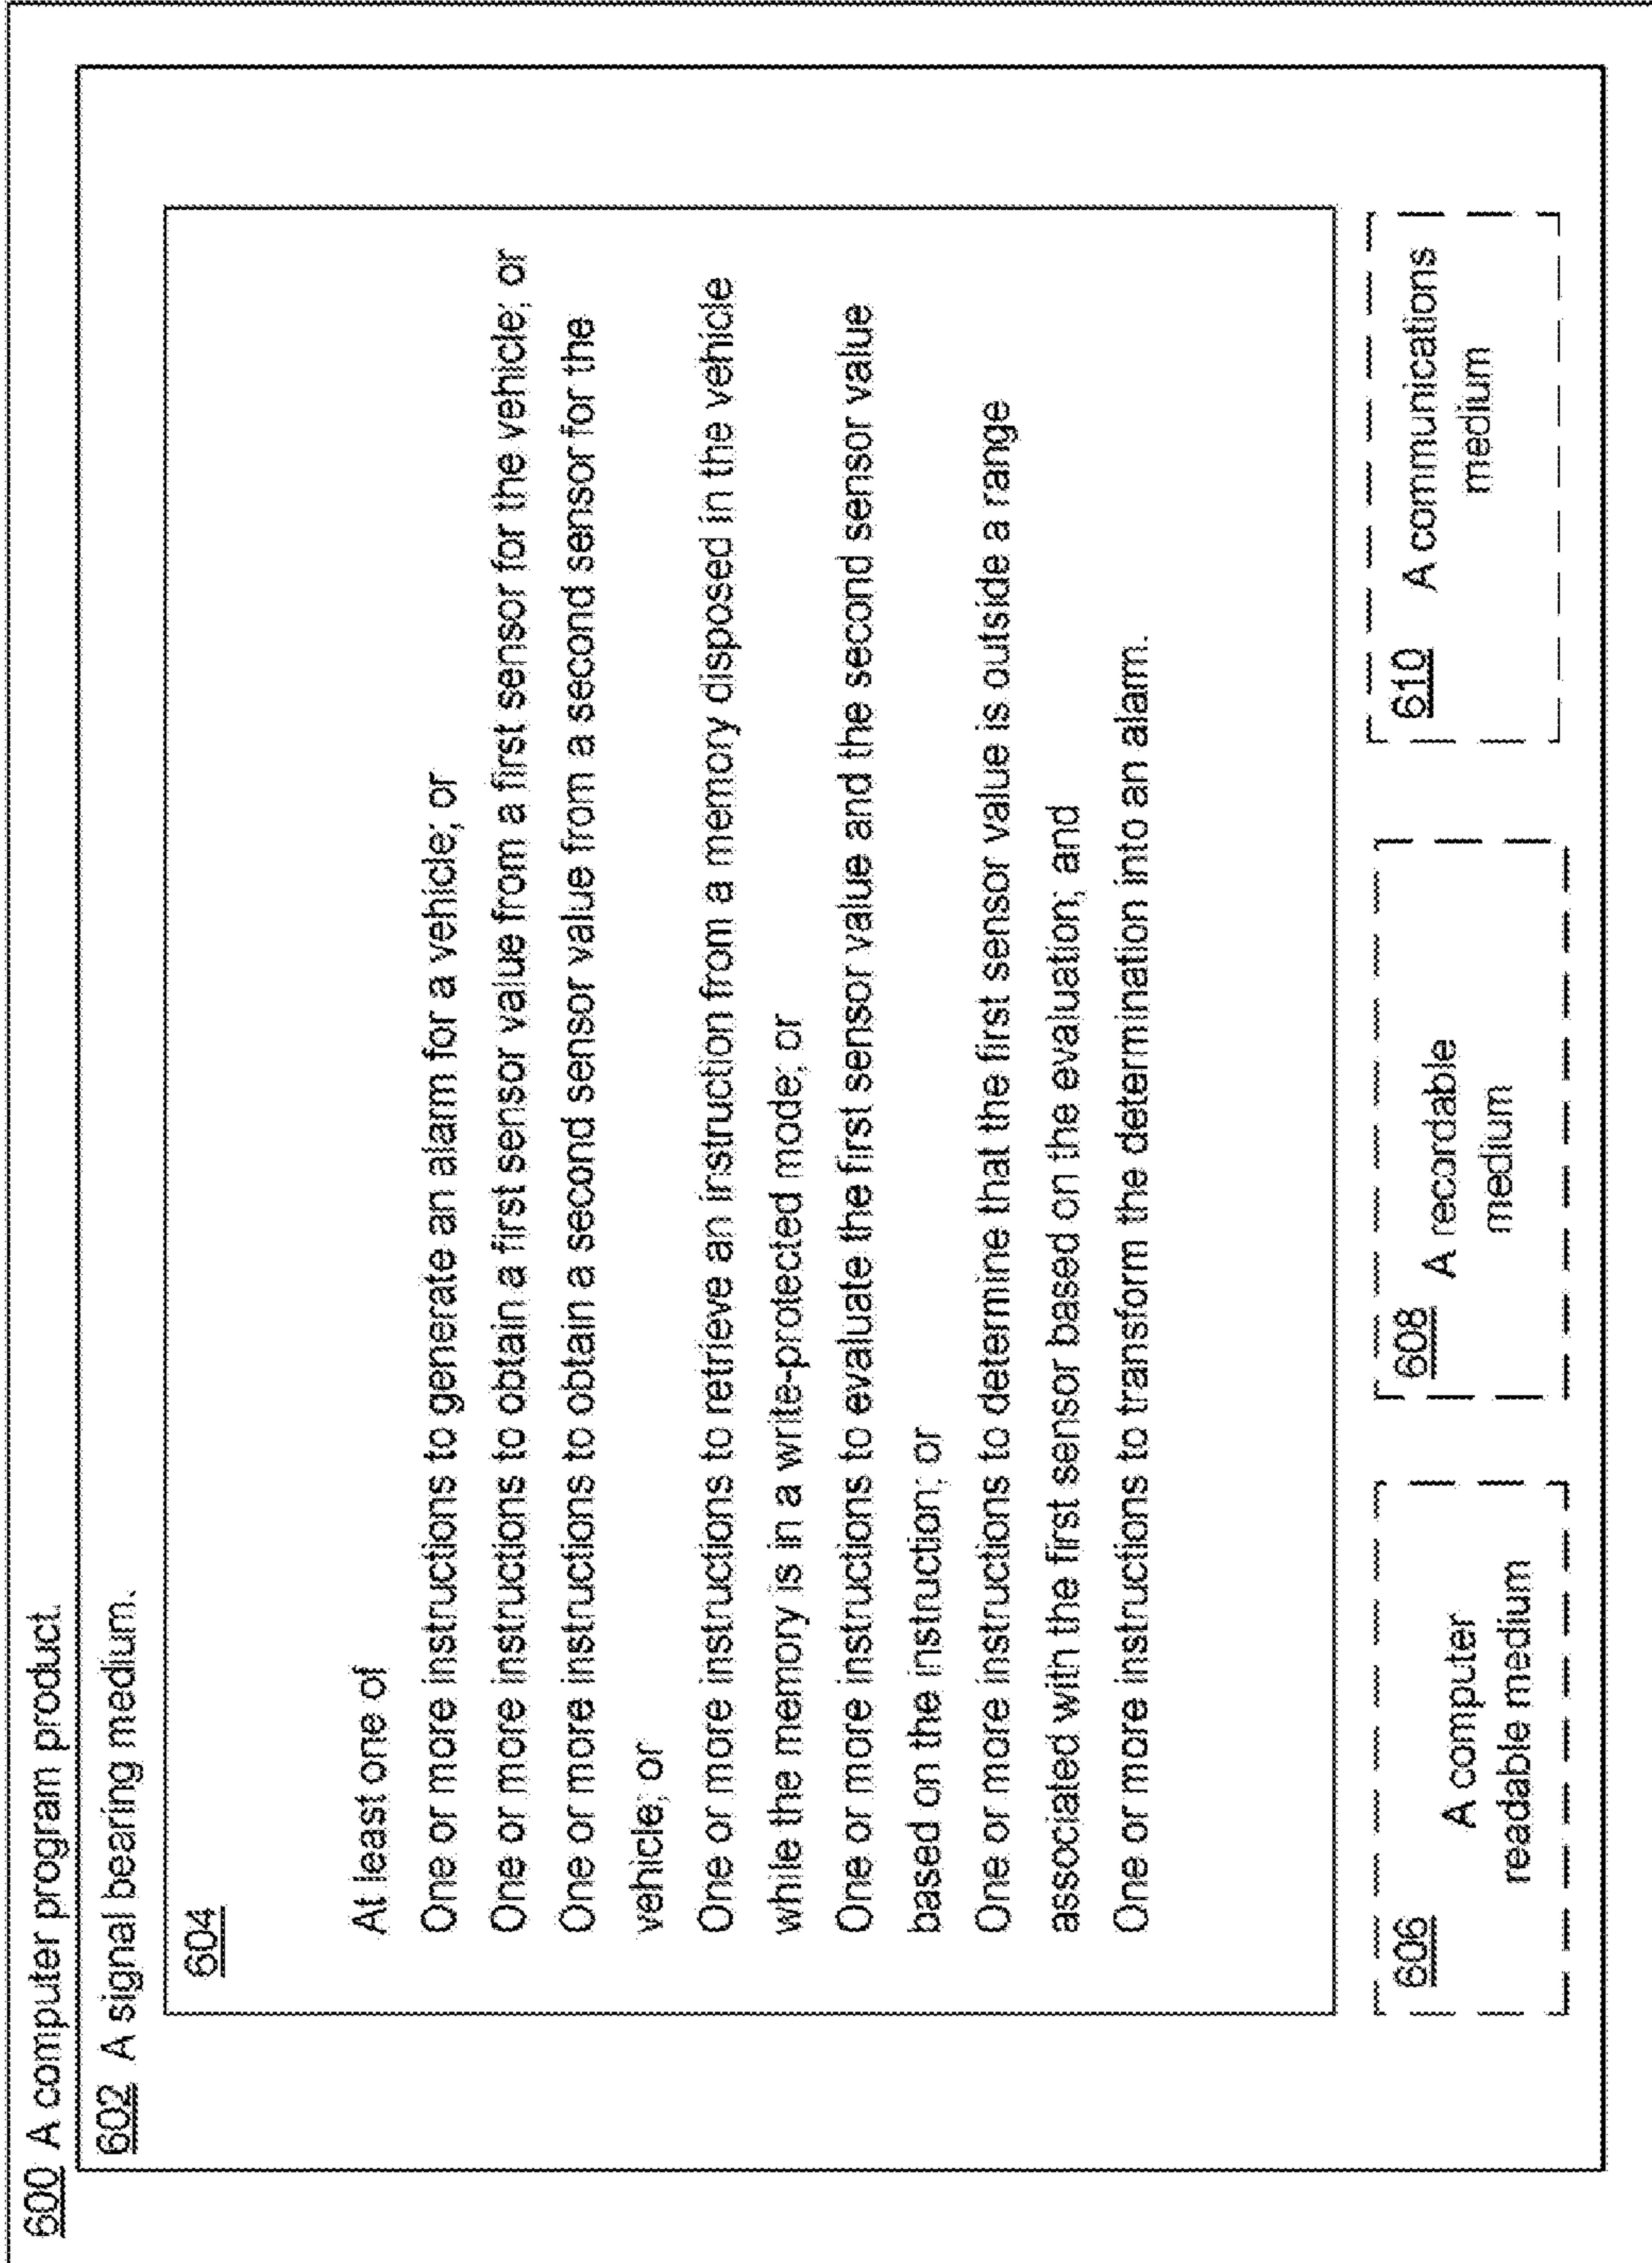 600 A computer program product.
602 A signal bearing medium.
604
At least one of
One or more instructions to generate an alarm for a vehicle; or
One or more instructions to obtain a first sensor value from a first sensor for the vehicle; or
One or more instructions to obtain a second sensor value from a second sensor for the
vehicle; or
One or more instructions to retrieve an instruction from a memory disposed in the vehicle
while the memory is in a write-protected mode; or
One or more instructions to evaluate the first sensor value and the second sensor value
based on the instruction; or
One or more instructions to determine that the first sensor value is outside a range
associated with the first sensor based on the evaluation; and
One or more instructions to transform the determination into an alarm.
606 A computer
readable medium
608 A recordable
medium
610 A communications
medium